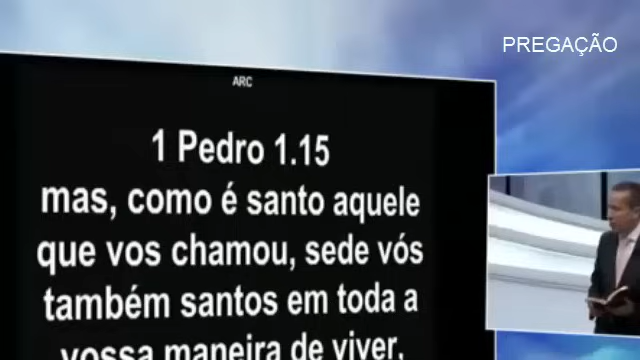 PREGAÇÃO
ARC
1 Pedro 1.15
mas, como é santo aquele
que vos chamou, sede vós
também santos em toda a
vossa maneira de viver,